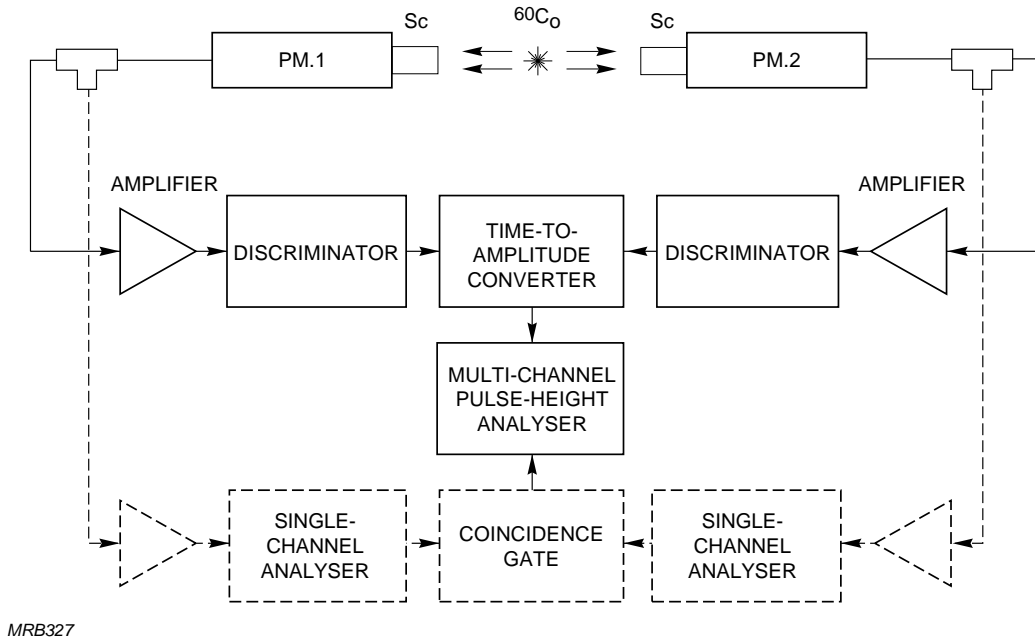 Sc
60Co
Sc
PM.1
PM.2
AMPLIFIER
AMPLIFIER
DISCRIMINATOR
TIME-TO-
AMPLITUDE
CONVERTER
DISCRIMINATOR
MULTI-CHANNEL
PULSE-HEIGHT
ANALYSER
SINGLE-
CHANNEL
ANALYSER
COINCIDENCE
GATE
SINGLE-
CHANNEL
ANALYSER
MRB327